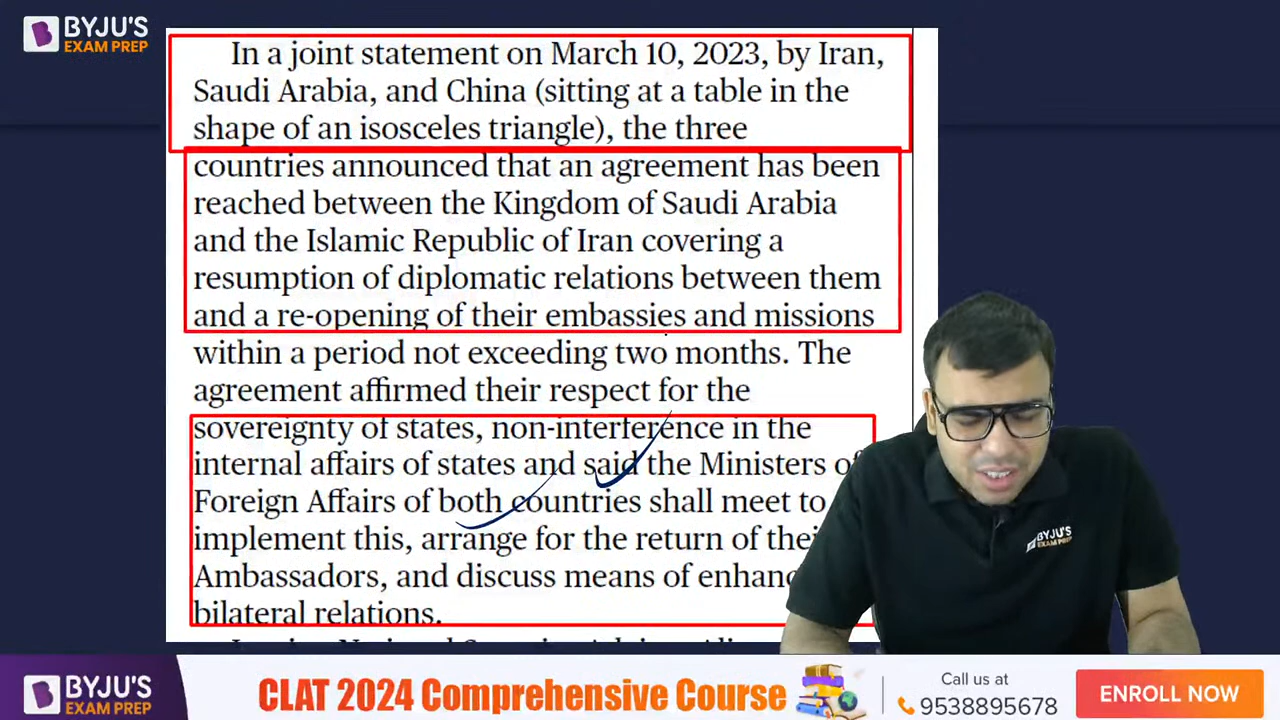 BYJU'S
EXAM PREP
In a joint statement on March 10, 2023, by Iran,
Saudi Arabia, and China (sitting at a table in the
shape of an isosceles triangle), the three
countries announced that an agreement has been
reached between the Kingdom of Saudi Arabia
and the Islamic Republic of Iran covering a
resumption of diplomatic relations between them
and a re-opening of their embassies and missions
within a period not exceeding two months. The
agreement affirmed their respect for the
sovereignty of states, non-interference in the
internal affairs of states and said the Ministers of
Foreign Affairs of both countries shall meet to
implement this, arrange for the return of
Ambassadors, and discuss means of
bilateral relations.
BYJU'S
EXAM PREP
BYJU'S
EXAM PREP
CLAT 2024 Comprehensive Course
Call us at
9538895678
ENROLL NOW